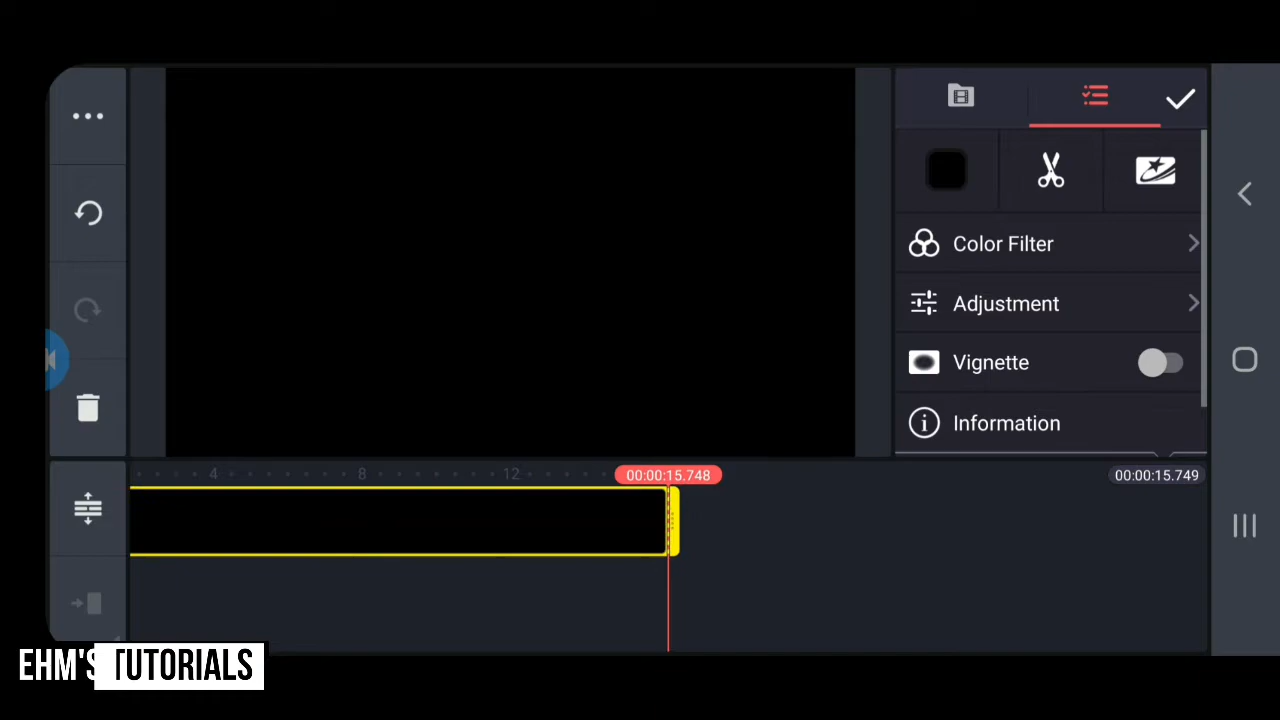 Color Filter
Adjustment
Vignette
Information
4 8 12 00:00:15.748 00:00:15.749
EHM'S TUTORIALS